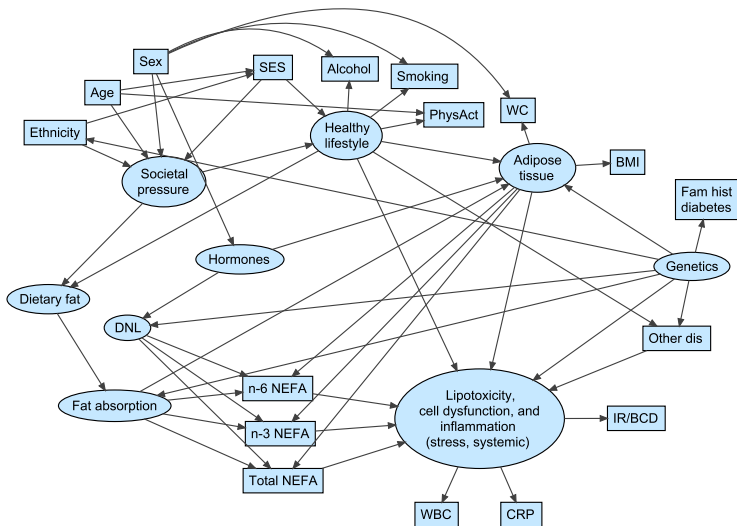 Sex
SES
Alcohol
Smoking
Age
PhysAct
WC
Ethnicity
Healthy
lifestyle
Societal
pressure
Adipose
tissue
BMI
Fam hist
diabetes
Hormones
Genetics
Dietary fat
DNL
Other dis
n-6 NEFA
Fat absorption
n-3 NEFA
Total NEFA
Lipotoxicity,
cell dysfunction, and
inflammation
(stress, systemic)
IR/BCD
WBC
CRP